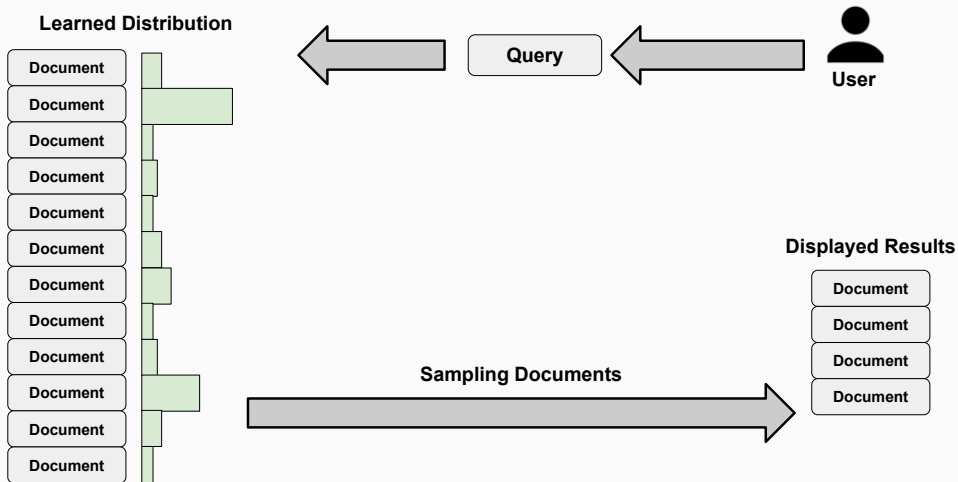 Learned Distribution
Query
User
Document
Document
Document
Document
Document
Document
Document
Document
Document
Document
Document
Document
Displayed Results
Document
Document
Document
Document
Sampling Documents